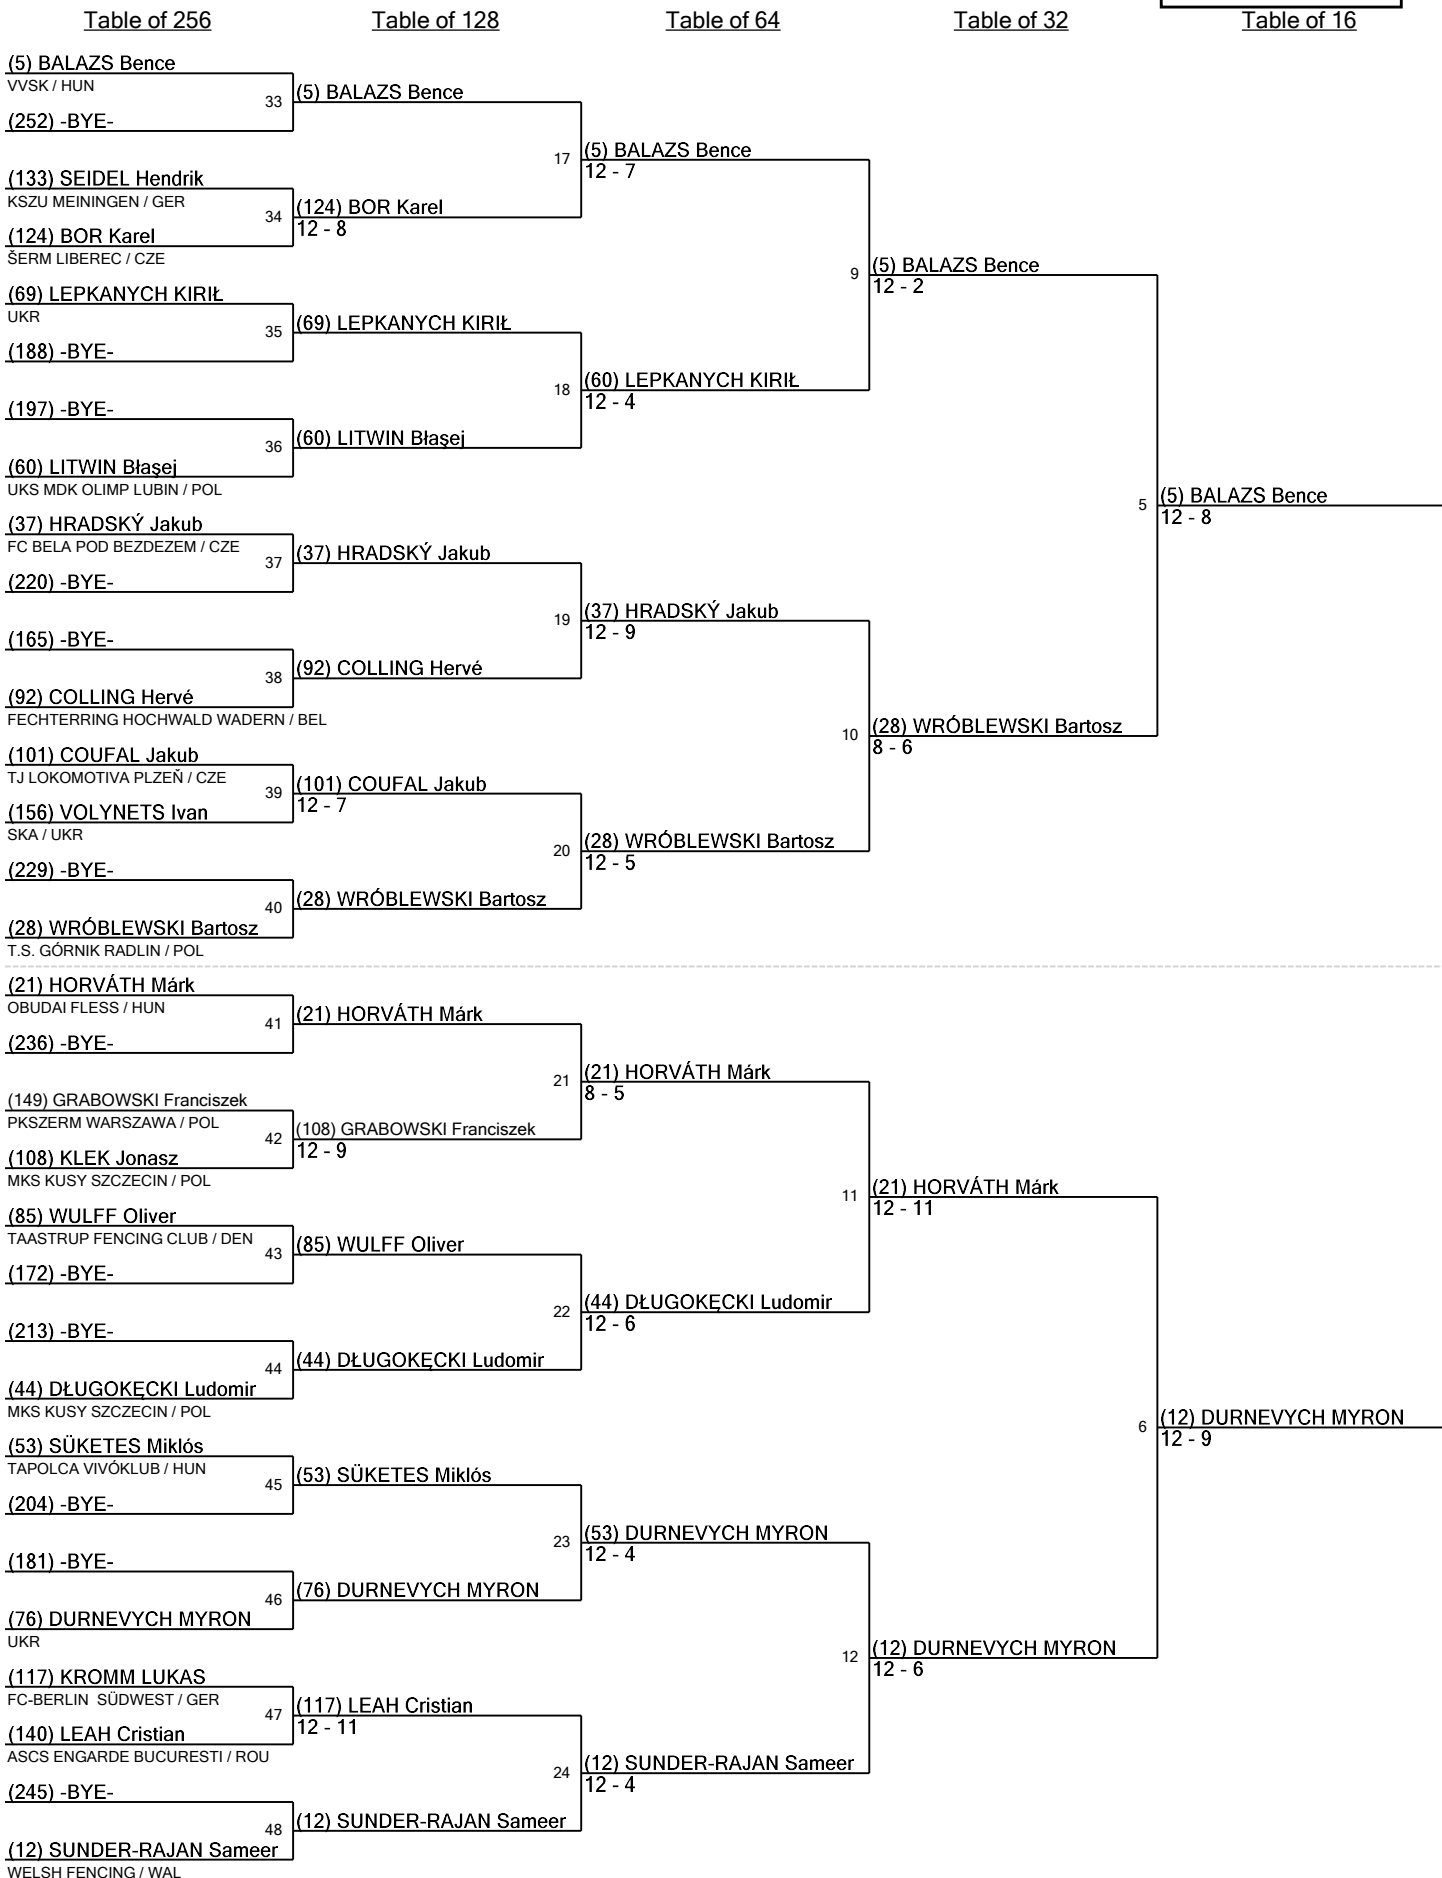 Table of 256
Table of 128
Table of 64
Table of 32
Table of 16
(5) BALAZS Bence
VVSK / HUN
33
(252) -BYE-
(133) SEIDEL Hendrik
KSZU MEININGEN / GER
34
(124) BOR Karel
ŠERM LIBEREC / CZE
(69) LEPKANYCH KIRIŁ
UKR
35
(188) -BYE-
(197) -BYE-
36
(60) LITWIN Błaşej
UKS MDK OLIMP LUBIN / POL
(37) HRADSKÝ Jakub
FC BELA POD BEZDEZEM / CZE
37
(220) -BYE-
(165) -BYE-
38
(92) COLLING Hervé
FECHTERRING HOCHWALD WADERN / BEL
(101) COUFAL Jakub
TJ LOKOMOTIVA PLZEŇ / CZE
39
(156) VOLYNETS Ivan
SKA / UKR
(229) -BYE-
40
(28) WRÓBLEWSKI Bartosz
T.S. GÓRNIK RADLIN / POL
(21) HORVÁTH Márk
OBUDAI FLESS / HUN
41
(236) -BYE-
(149) GRABOWSKI Franciszek
PKSZERM WARSZAWA / POL
42
(108) KLEK Jonasz
MKS KUSY SZCZECIN / POL
(85) WULFF Oliver
TAASTRUP FENCING CLUB / DEN
43
(172) -BYE-
(213) -BYE-
44
(44) DŁUGOKĘCKI Ludomir
MKS KUSY SZCZECIN / POL
(53) SÜKETES Miklós
TAPOLCA VIVÓKLUB / HUN
45
(204) -BYE-
(181) -BYE-
46
(76) DURNEVYCH MYRON
UKR
(117) KROMM LUKAS
FC-BERLIN SÜDWEST / GER
47
(140) LEAH Cristian
ASCS ENGARDE BUCURESTI / ROU
(245) -BYE-
48
(12) SUNDER-RAJAN Sameer
WELSH FENCING / WAL
(5) BALAZS Bence
17
(124) BOR Karel
12 - 8
(69) LEPKANYCH KIRIŁ
18
(60) LITWIN Błaşej
(37) HRADSKÝ Jakub
19
(92) COLLING Hervé
(101) COUFAL Jakub
12 - 7
20
(28) WRÓBLEWSKI Bartosz
(21) HORVÁTH Márk
21
(108) GRABOWSKI Franciszek
12 - 9
(85) WULFF Oliver
22
(44) DŁUGOKĘCKI Ludomir
(53) SÜKETES Miklós
23
(76) DURNEVYCH MYRON
(117) LEAH Cristian
12 - 11
24
(12) SUNDER-RAJAN Sameer
(5) BALAZS Bence
12 - 7
9
(60) LEPKANYCH KIRIŁ
12 - 4
(37) HRADSKÝ Jakub
12 - 9
10
(28) WRÓBLEWSKI Bartosz
12 - 5
(21) HORVÁTH Márk
8 - 5
11
(44) DŁUGOKĘCKI Ludomir
12 - 6
(53) DURNEVYCH MYRON
12 - 4
12
(12) SUNDER-RAJAN Sameer
12 - 4
(5) BALAZS Bence
12 - 2
5
(28) WRÓBLEWSKI Bartosz
8 - 6
(21) HORVÁTH Márk
12 - 11
6
(12) DURNEVYCH MYRON
12 - 6
(5) BALAZS Bence
12 - 8
(12) DURNEVYCH MYRON
12 - 9